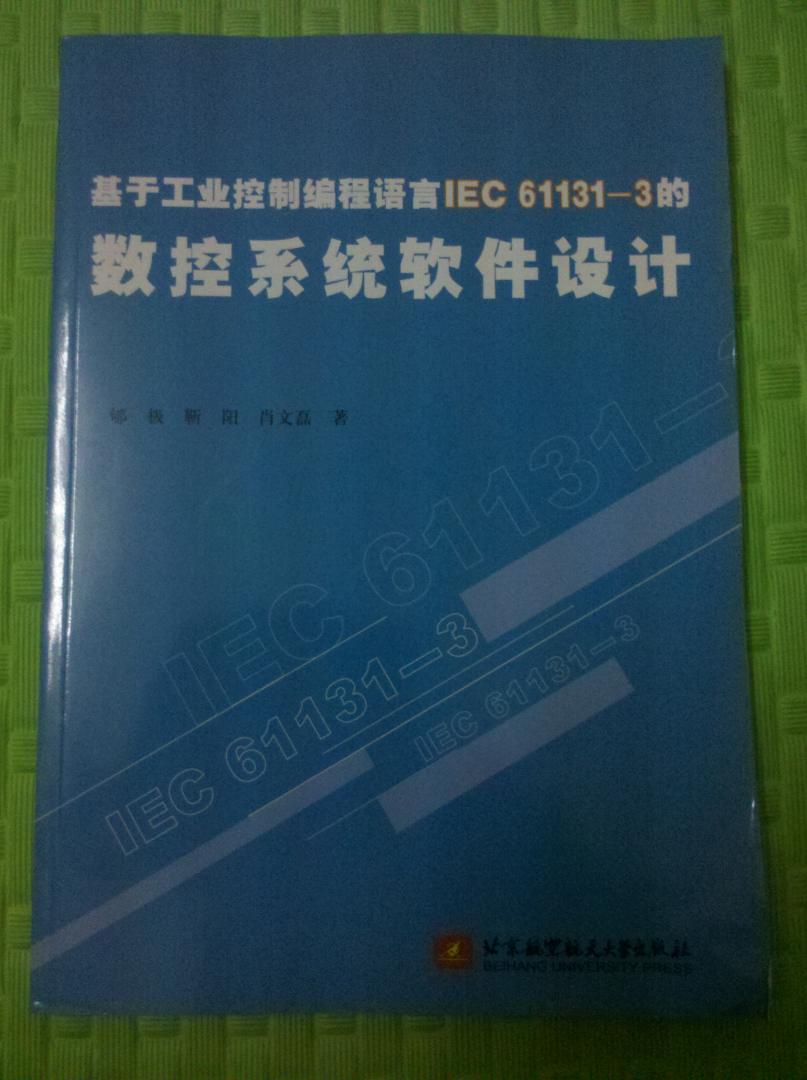 基于工业控制编程语言IEC 61131-3的
数控系统软件设计
郇 极 靳 阳 肖文磊 著
IEC 61131-3
IEC 61131-3
IEC 61131-3
北京航空航天大学出版社
BEIHANG UNIVERSITY PRESS